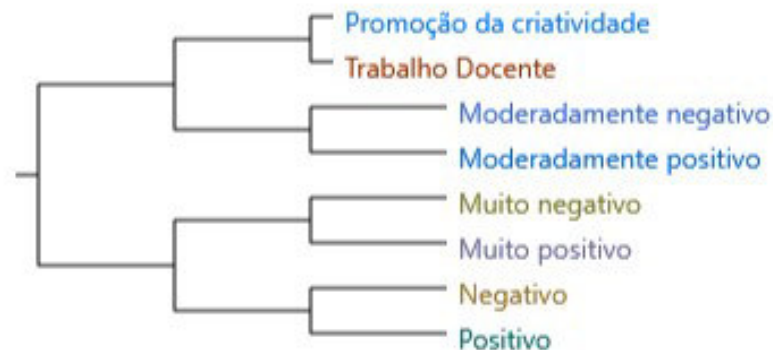 Promoção da criatividade
Trabalho Docente
Moderadamente negativo
Moderadamente positivo
Muito negativo
Muito positivo
Negativo
Positivo